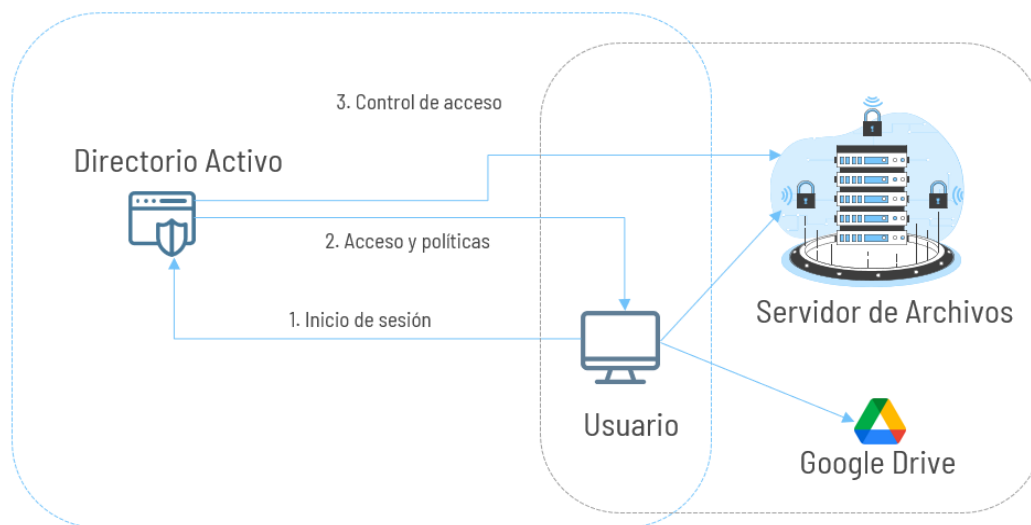 3. Control de acceso
Directorio Activo
2. Acceso y políticas
1. Inicio de sesión
Servidor de Archivos
Usuario
Google Drive